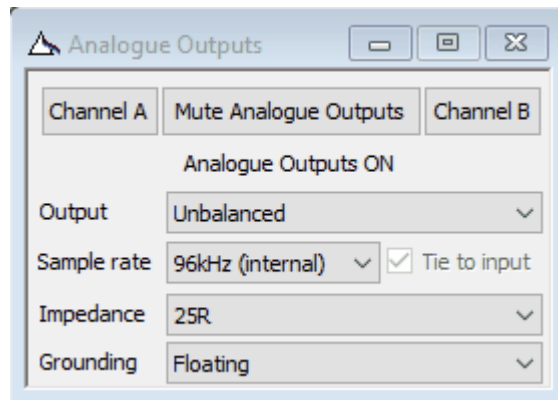 Analogue Outputs
Channel A Mute Analogue Outputs Channel B
Analogue Outputs ON
Output Unbalanced
Sample rate 96kHz (internal) Tie to input
Impedance 25R
Grounding Floating